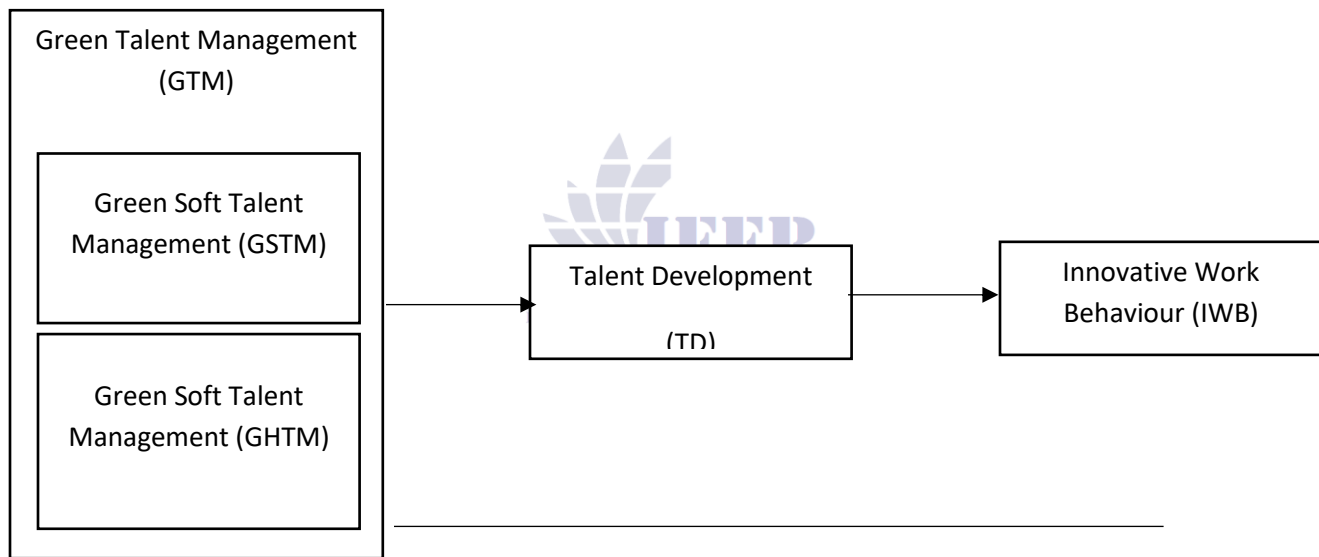 Green Talent Management
(GTM)
Green Soft Talent
Management (GSTM)
Green Soft Talent
Management (GHTM)
IFFP
Talent Development
(TD)
Innovative Work
Behaviour (IWB)